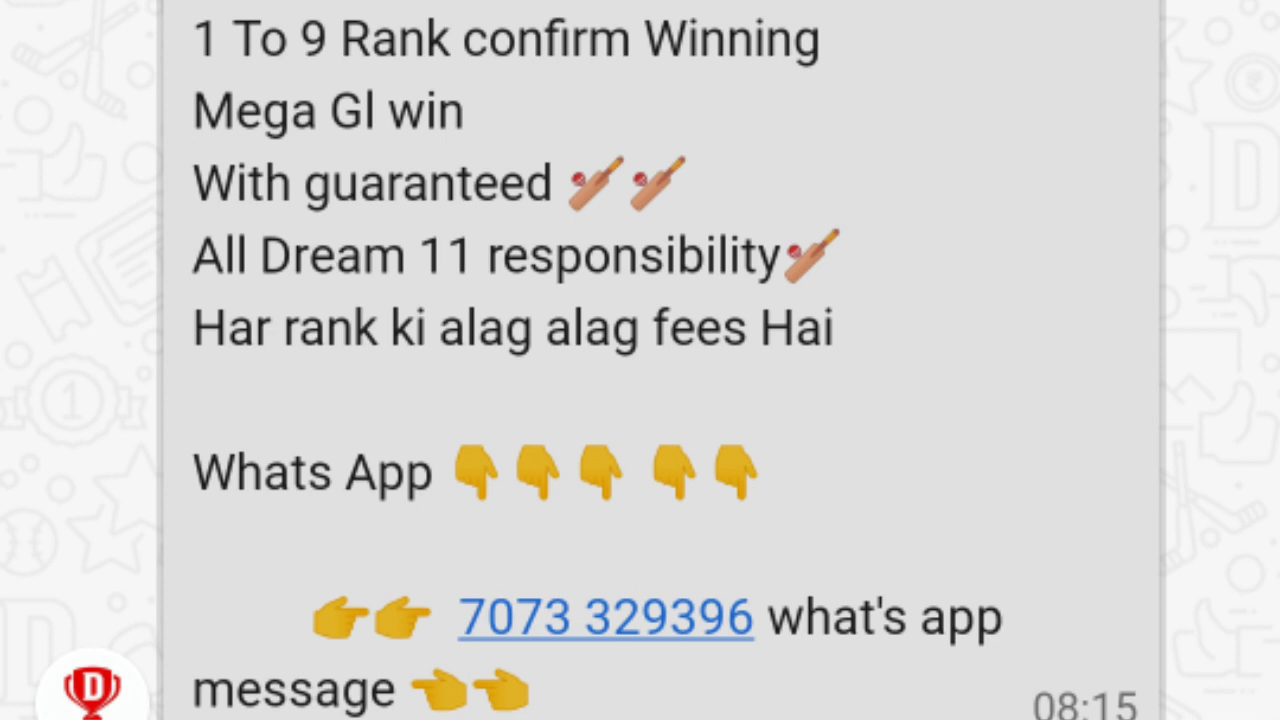 1 To 9 Rank confirm Winning
Mega Gl win
With guaranteed 🏏🏏
All Dream 11 responsibility🏏
Har rank ki alag alag fees Hai
Whats App 👇👇👇 👇👇
👉👉 7073 329396 what's app
message 👈👈
08:15
D